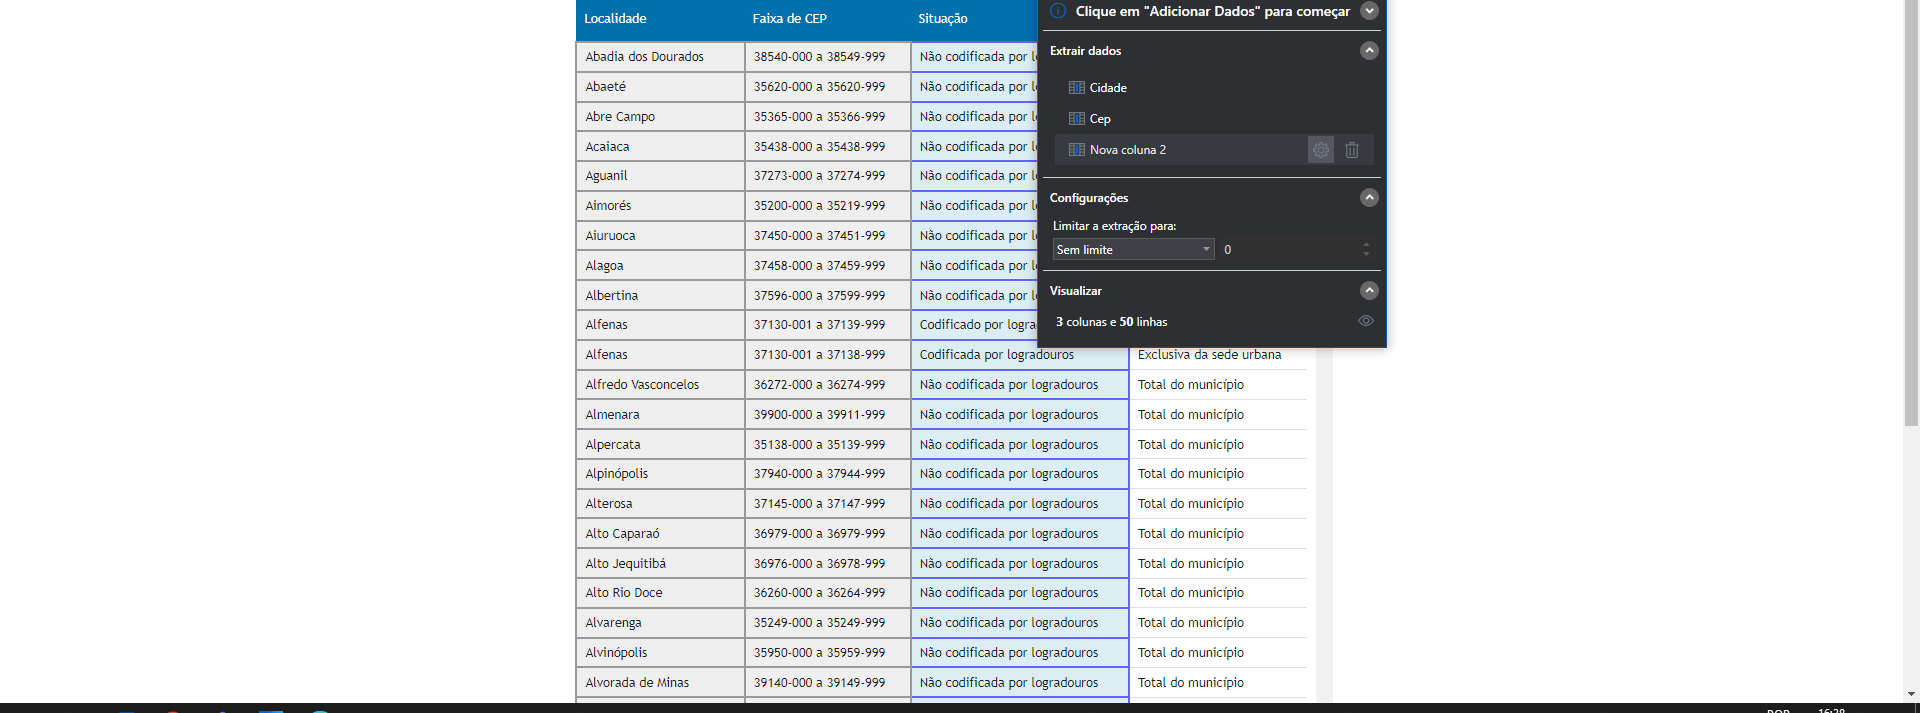 Localidade Faixa de CEP Situação
Abadia dos Dourados 38540-000 a 38549-999 Não codificada por
Abaeté 35620-000 a 35620-999 Não codificada por
Abre Campo 35365-000 a 35366-999 Não codificada por
Acaiaca 35438-000 a 35438-999 Não codificada por
Aguanil 37273-000 a 37274-999 Não codificada por
Aimorés 35200-000 a 35219-999 Não codificada por
Aiuruoca 37450-000 a 37451-999 Não codificada por
Alagoa 37458-000 a 37459-999 Não codificada por
Albertina 37596-000 a 37599-999 Não codificada por
Alfenas 37130-001 a 37139-999 Codificado por logra
Alfenas 37130-001 a 37138-999 Codificada por logradouros Exclusiva da sede urbana
Alfredo Vasconcelos 36272-000 a 36274-999 Não codificada por logradouros Total do município
Almenara 39900-000 a 39911-999 Não codificada por logradouros Total do município
Alpercata 35138-000 a 35139-999 Não codificada por logradouros Total do município
Alpinópolis 37940-000 a 37944-999 Não codificada por logradouros Total do município
Alterosa 37145-000 a 37147-999 Não codificada por logradouros Total do município
Alto Caparaó 36979-000 a 36979-999 Não codificada por logradouros Total do município
Alto Jequitibá 36976-000 a 36978-999 Não codificada por logradouros Total do município
Alto Rio Doce 36260-000 a 36264-999 Não codificada por logradouros Total do município
Alvarenga 35249-000 a 35249-999 Não codificada por logradouros Total do município
Alvinópolis 35950-000 a 35959-999 Não codificada por logradouros Total do município
Alvorada de Minas 39140-000 a 39149-999 Não codificada por logradouros Total do município
Clique em "Adicionar Dados" para começar
Extrair dados
Cidade
Cep
Nova coluna 2
Configurações
Limitar a extração para:
Sem limite 0
Visualizar
3 colunas e 50 linhas